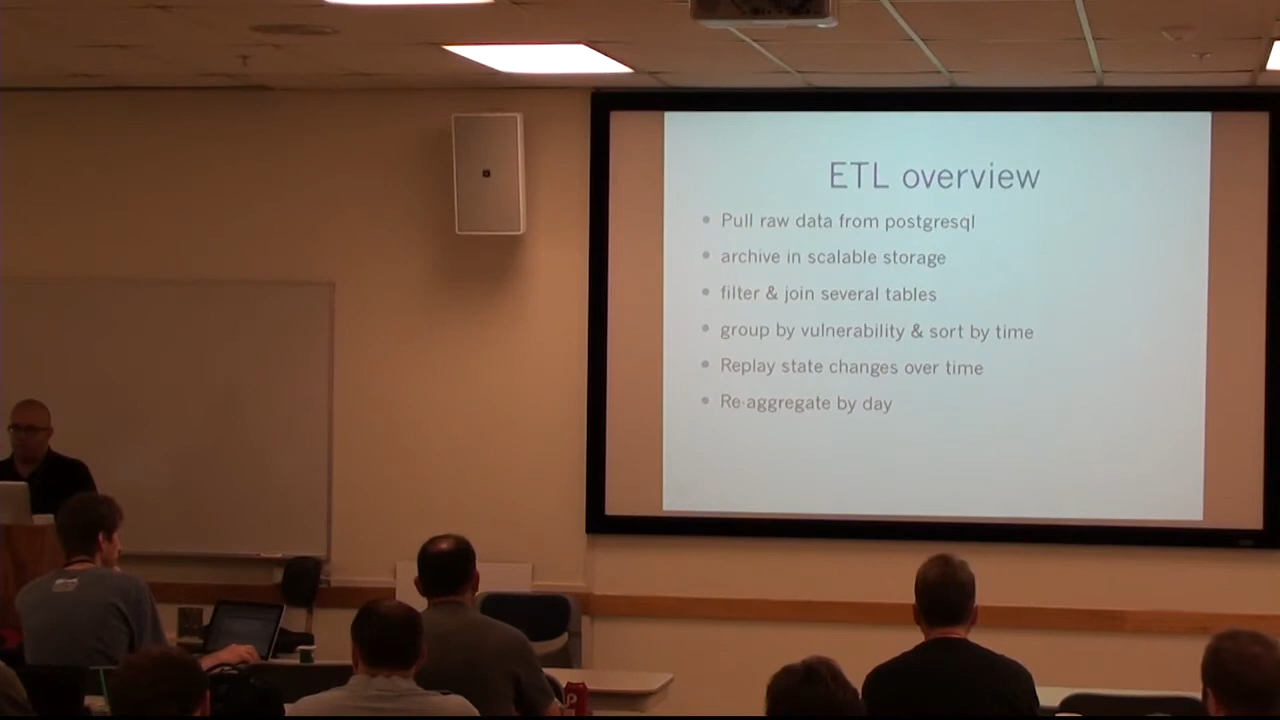 ETL overview
• Pull raw data from postgresql
• archive in scalable storage
• filter & join several tables
• group by vulnerability & sort by time
• Replay state changes over time
• Re-aggregate by day